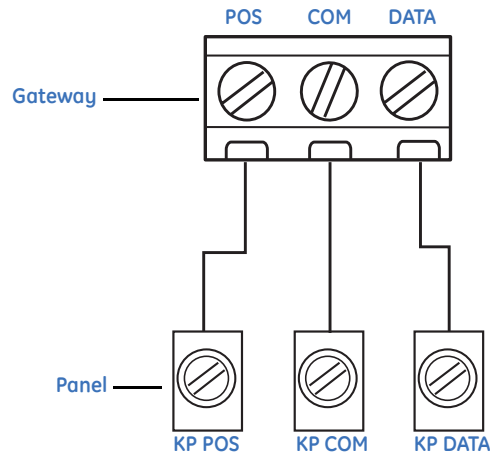 POS COM DATA
Gateway
Panel
KP POS KP COM KP DATA